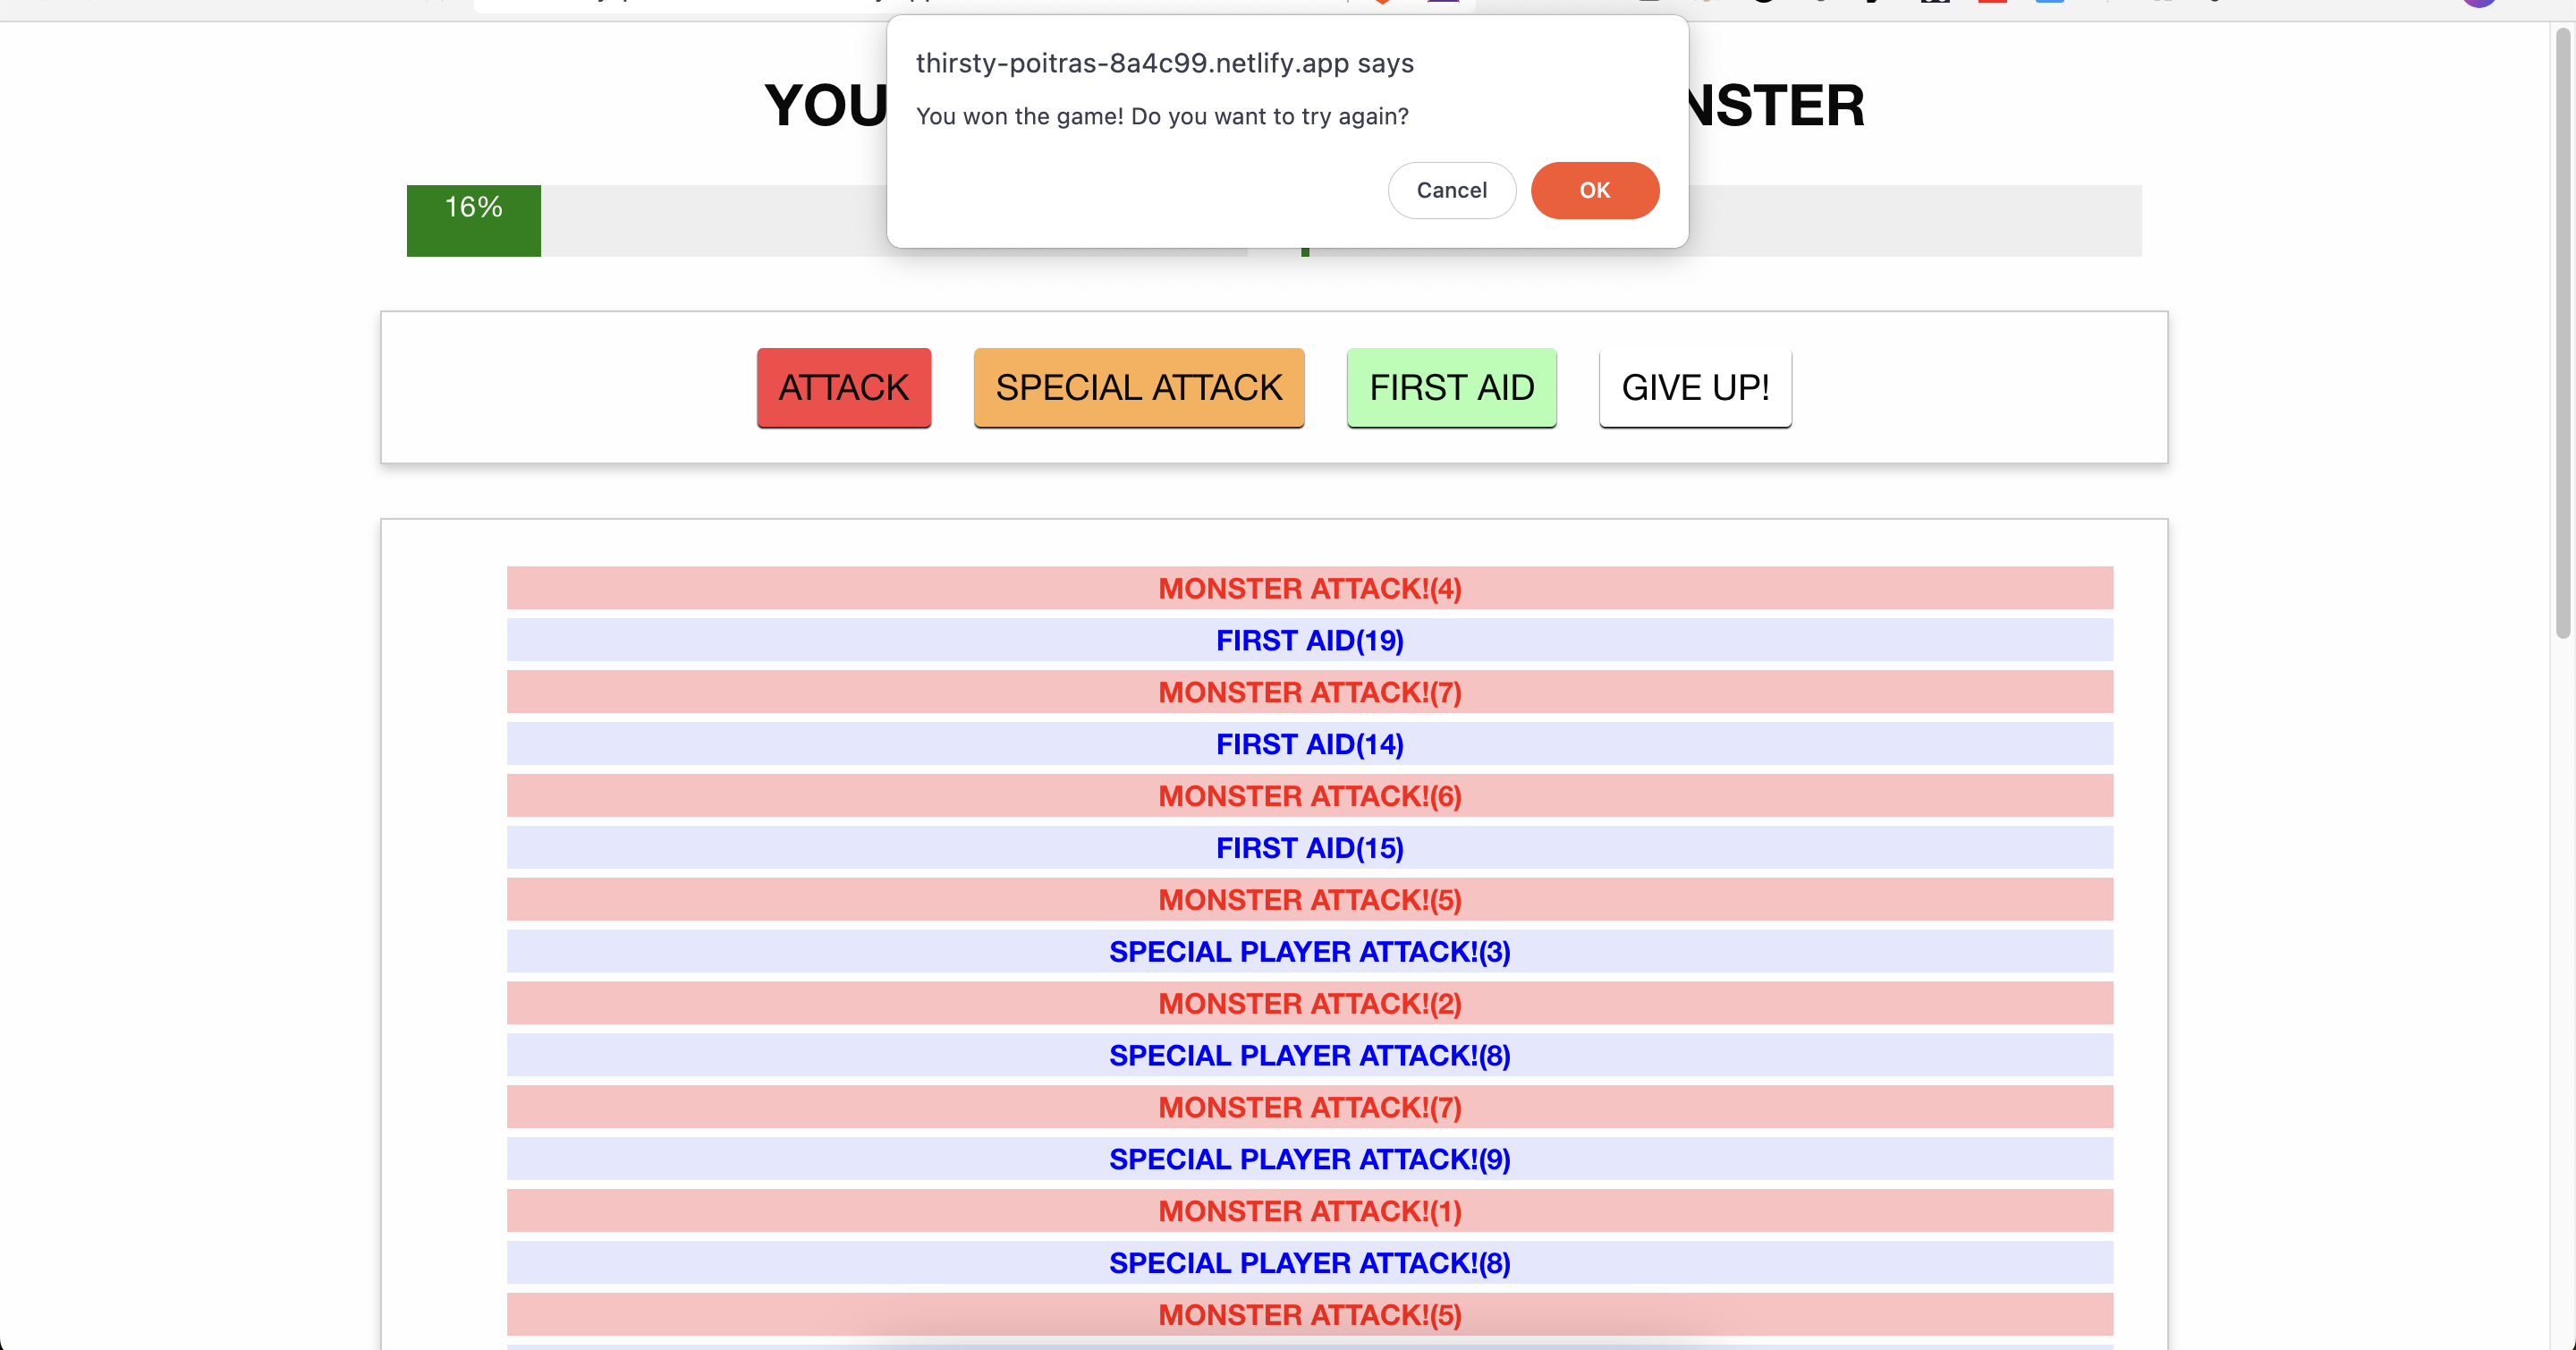 thirsty-poitras-8a4c99.netlify.app says
You won the game! Do you want to try again?
Cancel
OK
YOU
NSTER
16%
ATTACK
SPECIAL ATTACK
FIRST AID
GIVE UP!
MONSTER ATTACK!(4)
FIRST AID(19)
MONSTER ATTACK!(7)
FIRST AID(14)
MONSTER ATTACK!(6)
FIRST AID(15)
MONSTER ATTACK!(5)
SPECIAL PLAYER ATTACK!(3)
MONSTER ATTACK!(2)
SPECIAL PLAYER ATTACK!(8)
MONSTER ATTACK!(7)
SPECIAL PLAYER ATTACK!(9)
MONSTER ATTACK!(1)
SPECIAL PLAYER ATTACK!(8)
MONSTER ATTACK!(5)